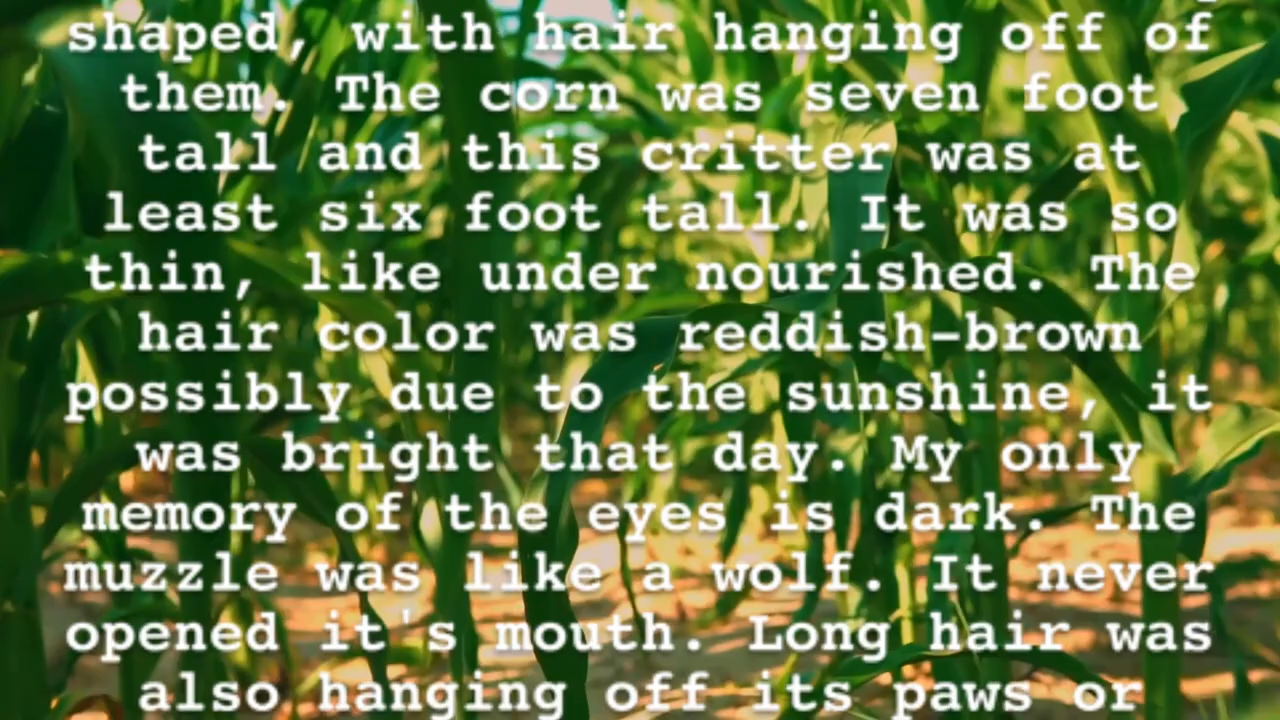 shaped, with hair hanging off of
them. The corn was seven foot
tall and this critter was at
least six foot tall. It was so
thin, like under nourished. The
hair color was reddish-brown
possibly due to the sunshine, it
was bright that day. My only
memory of the eyes is dark. The
muzzle was like a wolf. It never
opened it's mouth. Long hair was
also hanging off its paws or